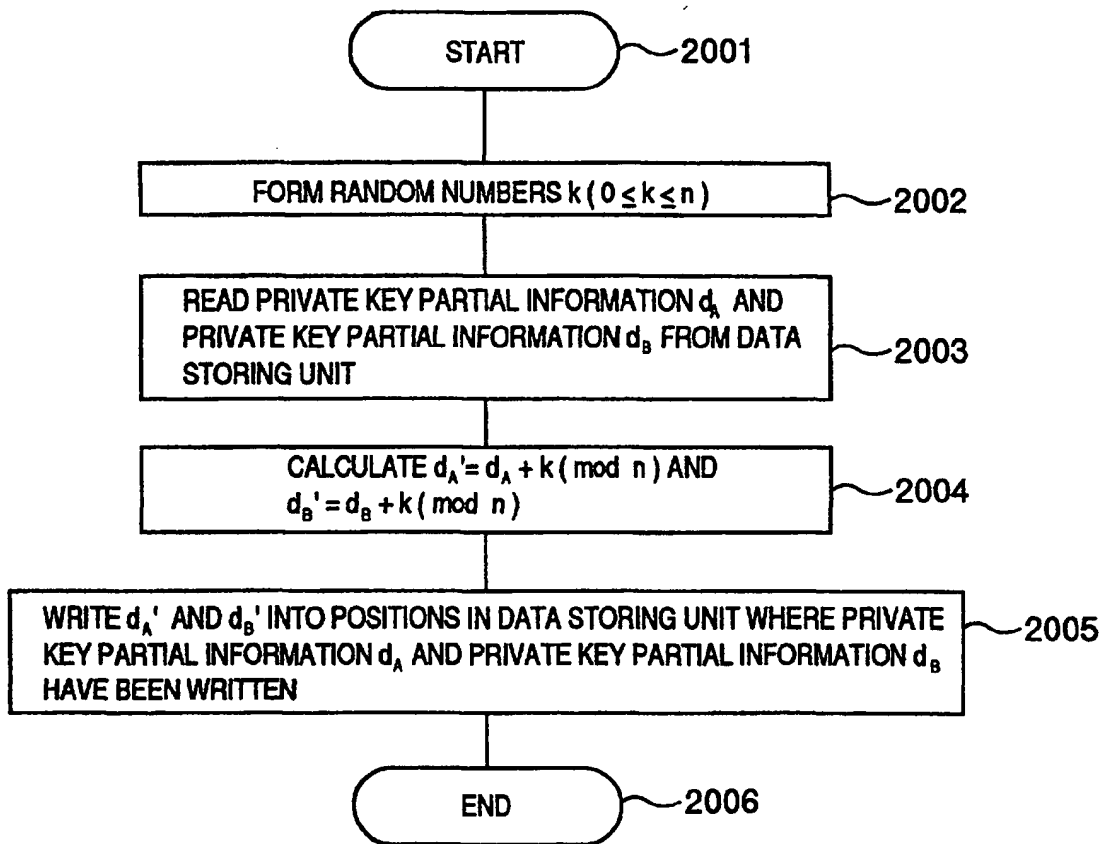 START
2001
FORM RANDOM NUMBERS k ( 0 ≤ k ≤ n )
2002
READ PRIVATE KEY PARTIAL INFORMATION dA AND
PRIVATE KEY PARTIAL INFORMATION dB FROM DATA
STORING UNIT
2003
CALCULATE dA' = dA + k ( mod n ) AND
dB' = dB + k ( mod n )
2004
WRITE dA' AND dB' INTO POSITIONS IN DATA STORING UNIT WHERE PRIVATE
KEY PARTIAL INFORMATION dA AND PRIVATE KEY PARTIAL INFORMATION dB
HAVE BEEN WRITTEN
2005
END
2006